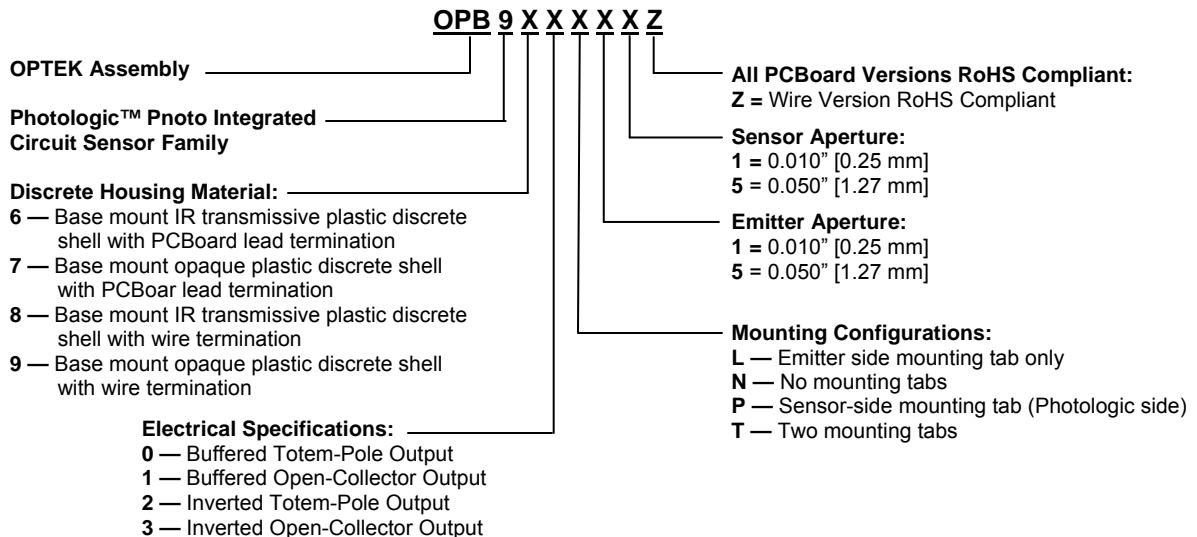 OPB 9 X X X X X Z
OPTEK Assembly
Photologic™ Pnoto Integrated
Circuit Sensor Family
Discrete Housing Material:
6 — Base mount IR transmissive plastic discrete
shell with PCBoard lead termination
7 — Base mount opaque plastic discrete shell
with PCBoar lead termination
8 — Base mount IR transmissive plastic discrete
shell with wire termination
9 — Base mount opaque plastic discrete shell
with wire termination
Electrical Specifications:
0 — Buffered Totem-Pole Output
1 — Buffered Open-Collector Output
2 — Inverted Totem-Pole Output
3 — Inverted Open-Collector Output
All PCBoard Versions RoHS Compliant:
Z = Wire Version RoHS Compliant
Sensor Aperture:
1 = 0.010” [0.25 mm]
5 = 0.050” [1.27 mm]
Emitter Aperture:
1 = 0.010” [0.25 mm]
5 = 0.050” [1.27 mm]
Mounting Configurations:
L — Emitter side mounting tab only
N — No mounting tabs
P — Sensor-side mounting tab (Photologic side)
T — Two mounting tabs